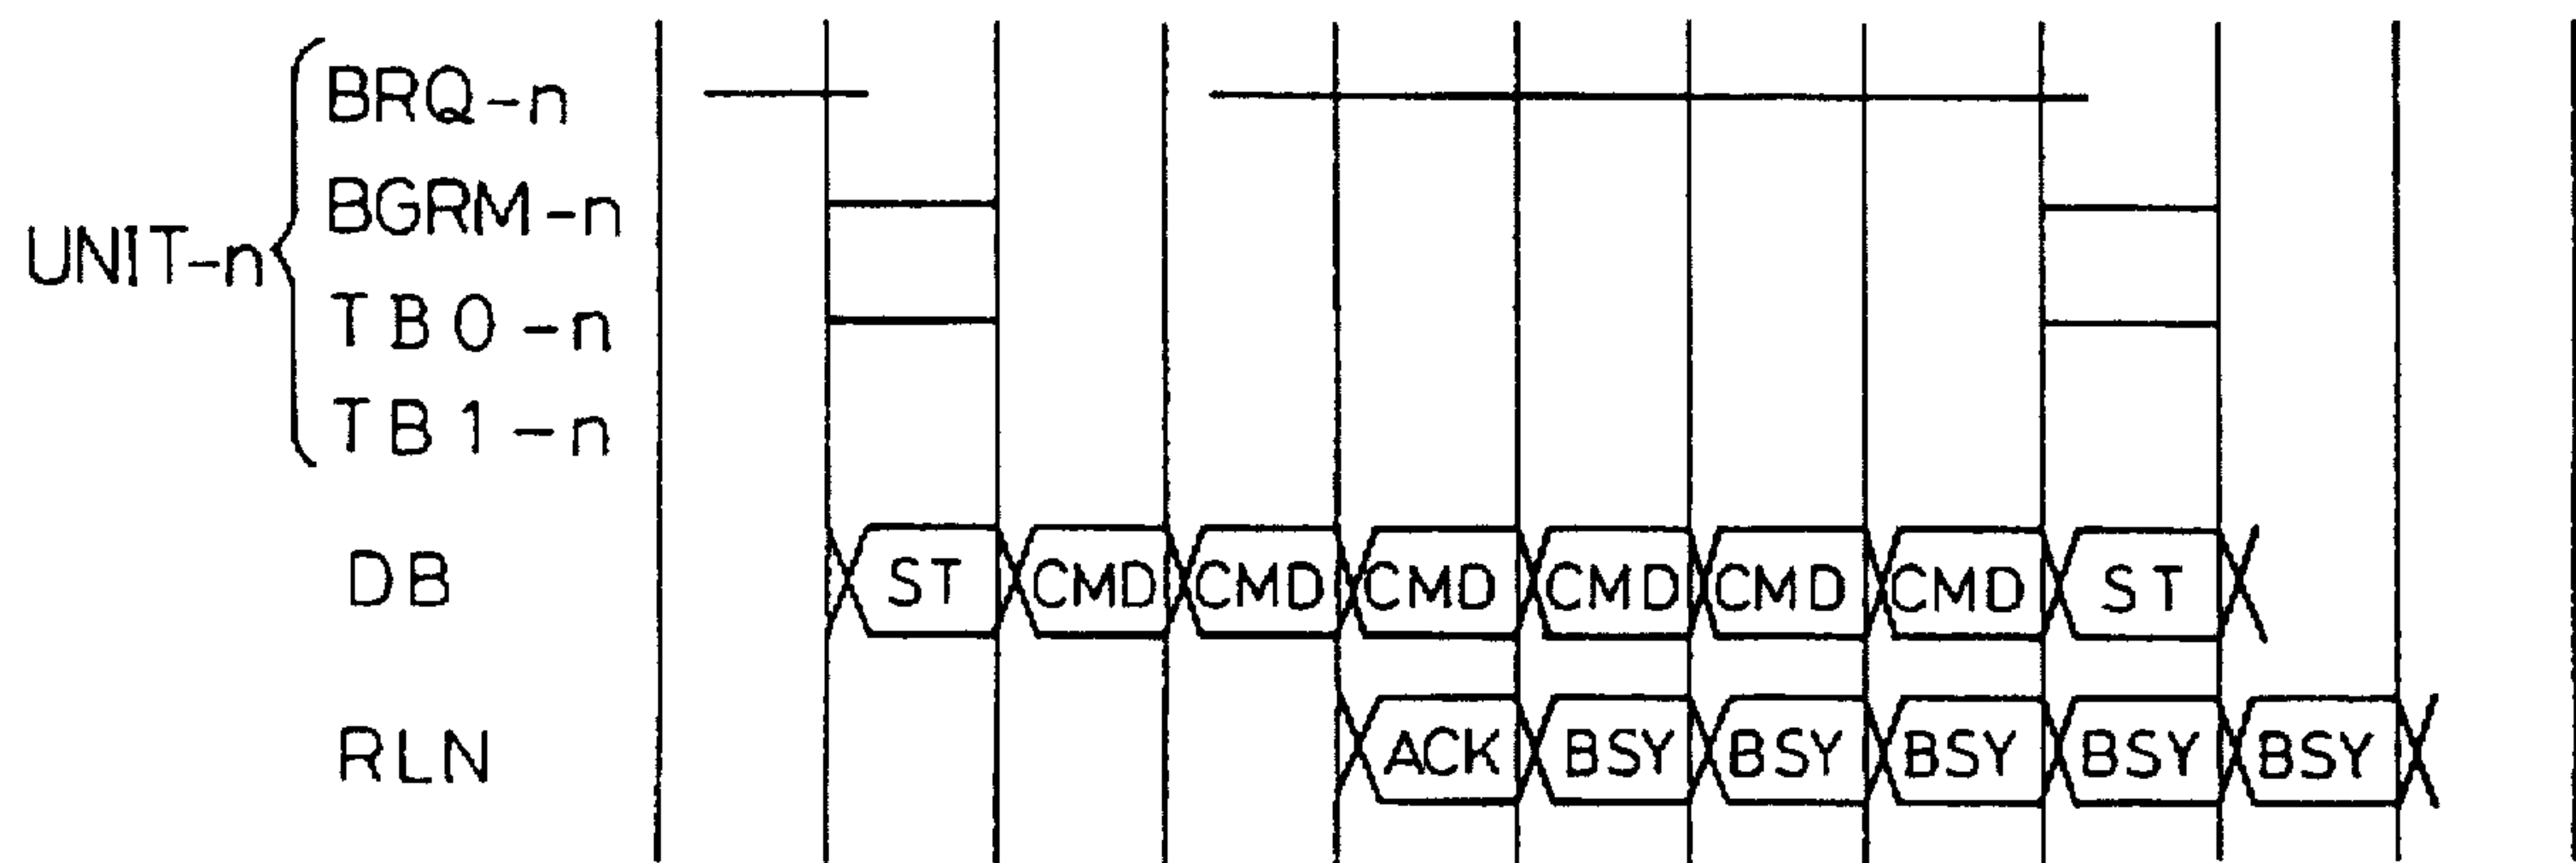 BRQ-n
BGRM-n
UNIT-n
TB0-n
TB1-n
DB ST CMD CMD CMD CMD CMD CMD ST
RLN ACK BSY BSY BSY BSY BSY